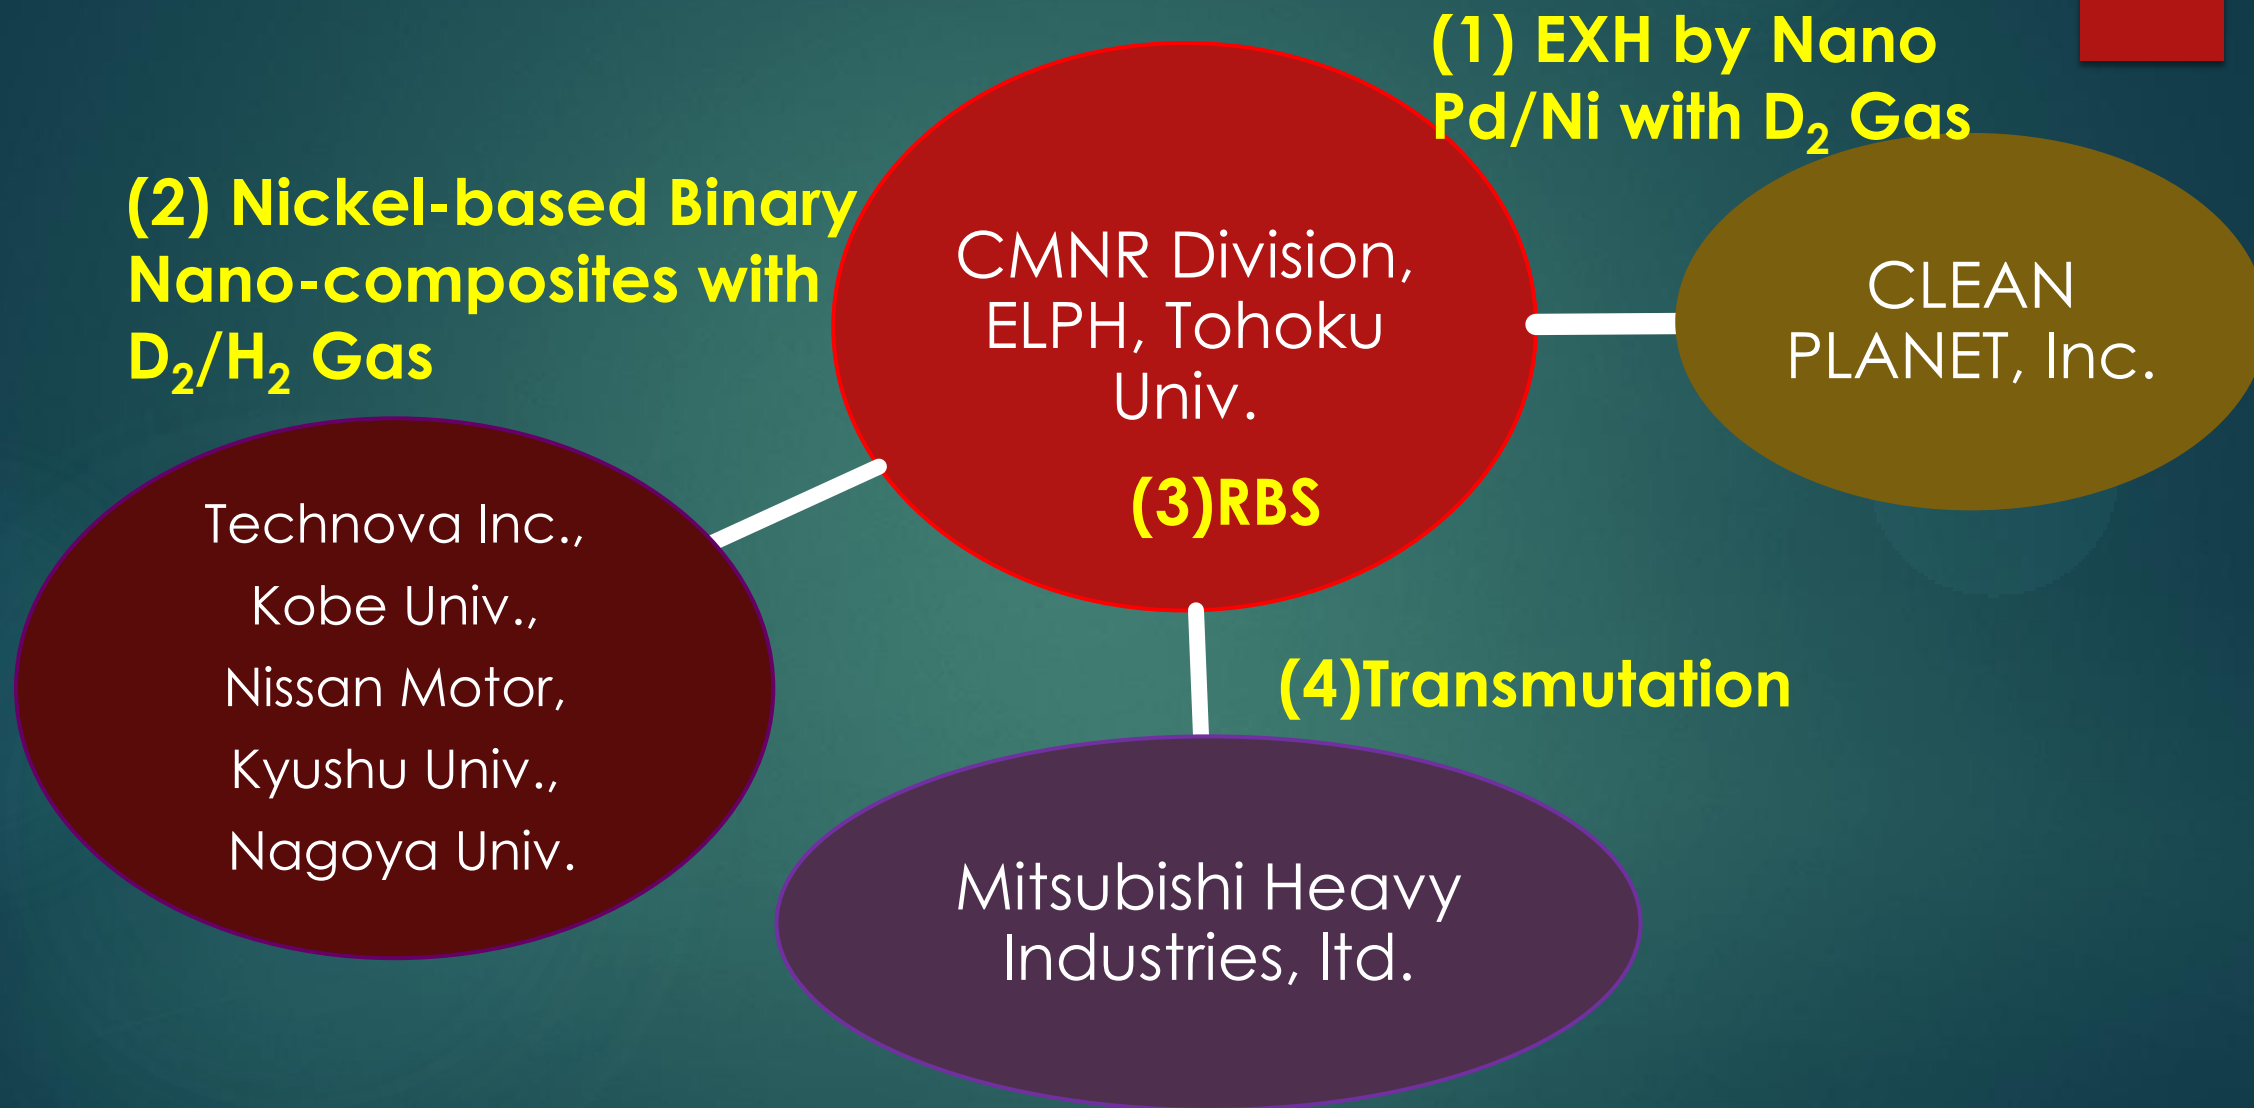 (1) EXH by Nano
Pd/Ni with D₂ Gas
(2) Nickel-based Binary
Nano-composites with
D₂/H₂ Gas
CMNR Division,
ELPH, Tohoku
Univ.
(3)RBS
CLEAN
PLANET, Inc.
Technova Inc.,
Kobe Univ.,
Nissan Motor,
Kyushu Univ.,
Nagoya Univ.
(4)Transmutation
Mitsubishi Heavy
Industries, ltd.